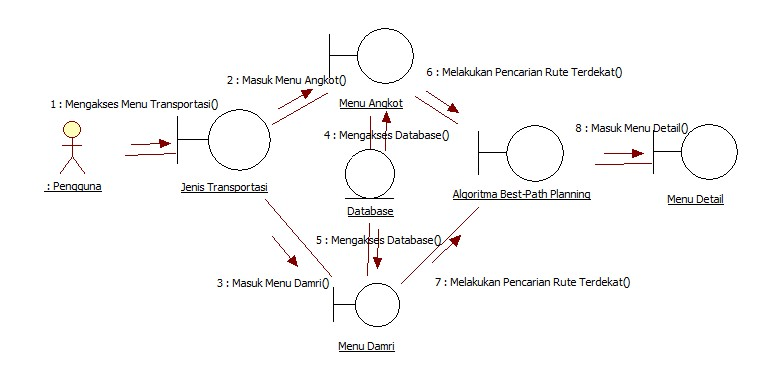 2 : Masuk Menu Angkot()
6 : Melakukan Pencarian Rute Terdekat()
1 : Mengakses Menu Transportasi()
Menu Angkot
4 : Mengakses Database()
8 : Masuk Menu Detail()
: Pengguna
Jenis Transportasi
Algoritma Best-Path Planning
Menu Detail
Database
5 : Mengakses Database()
3 : Masuk Menu Damri()
7 : Melakukan Pencarian Rute Terdekat()
Menu Damri